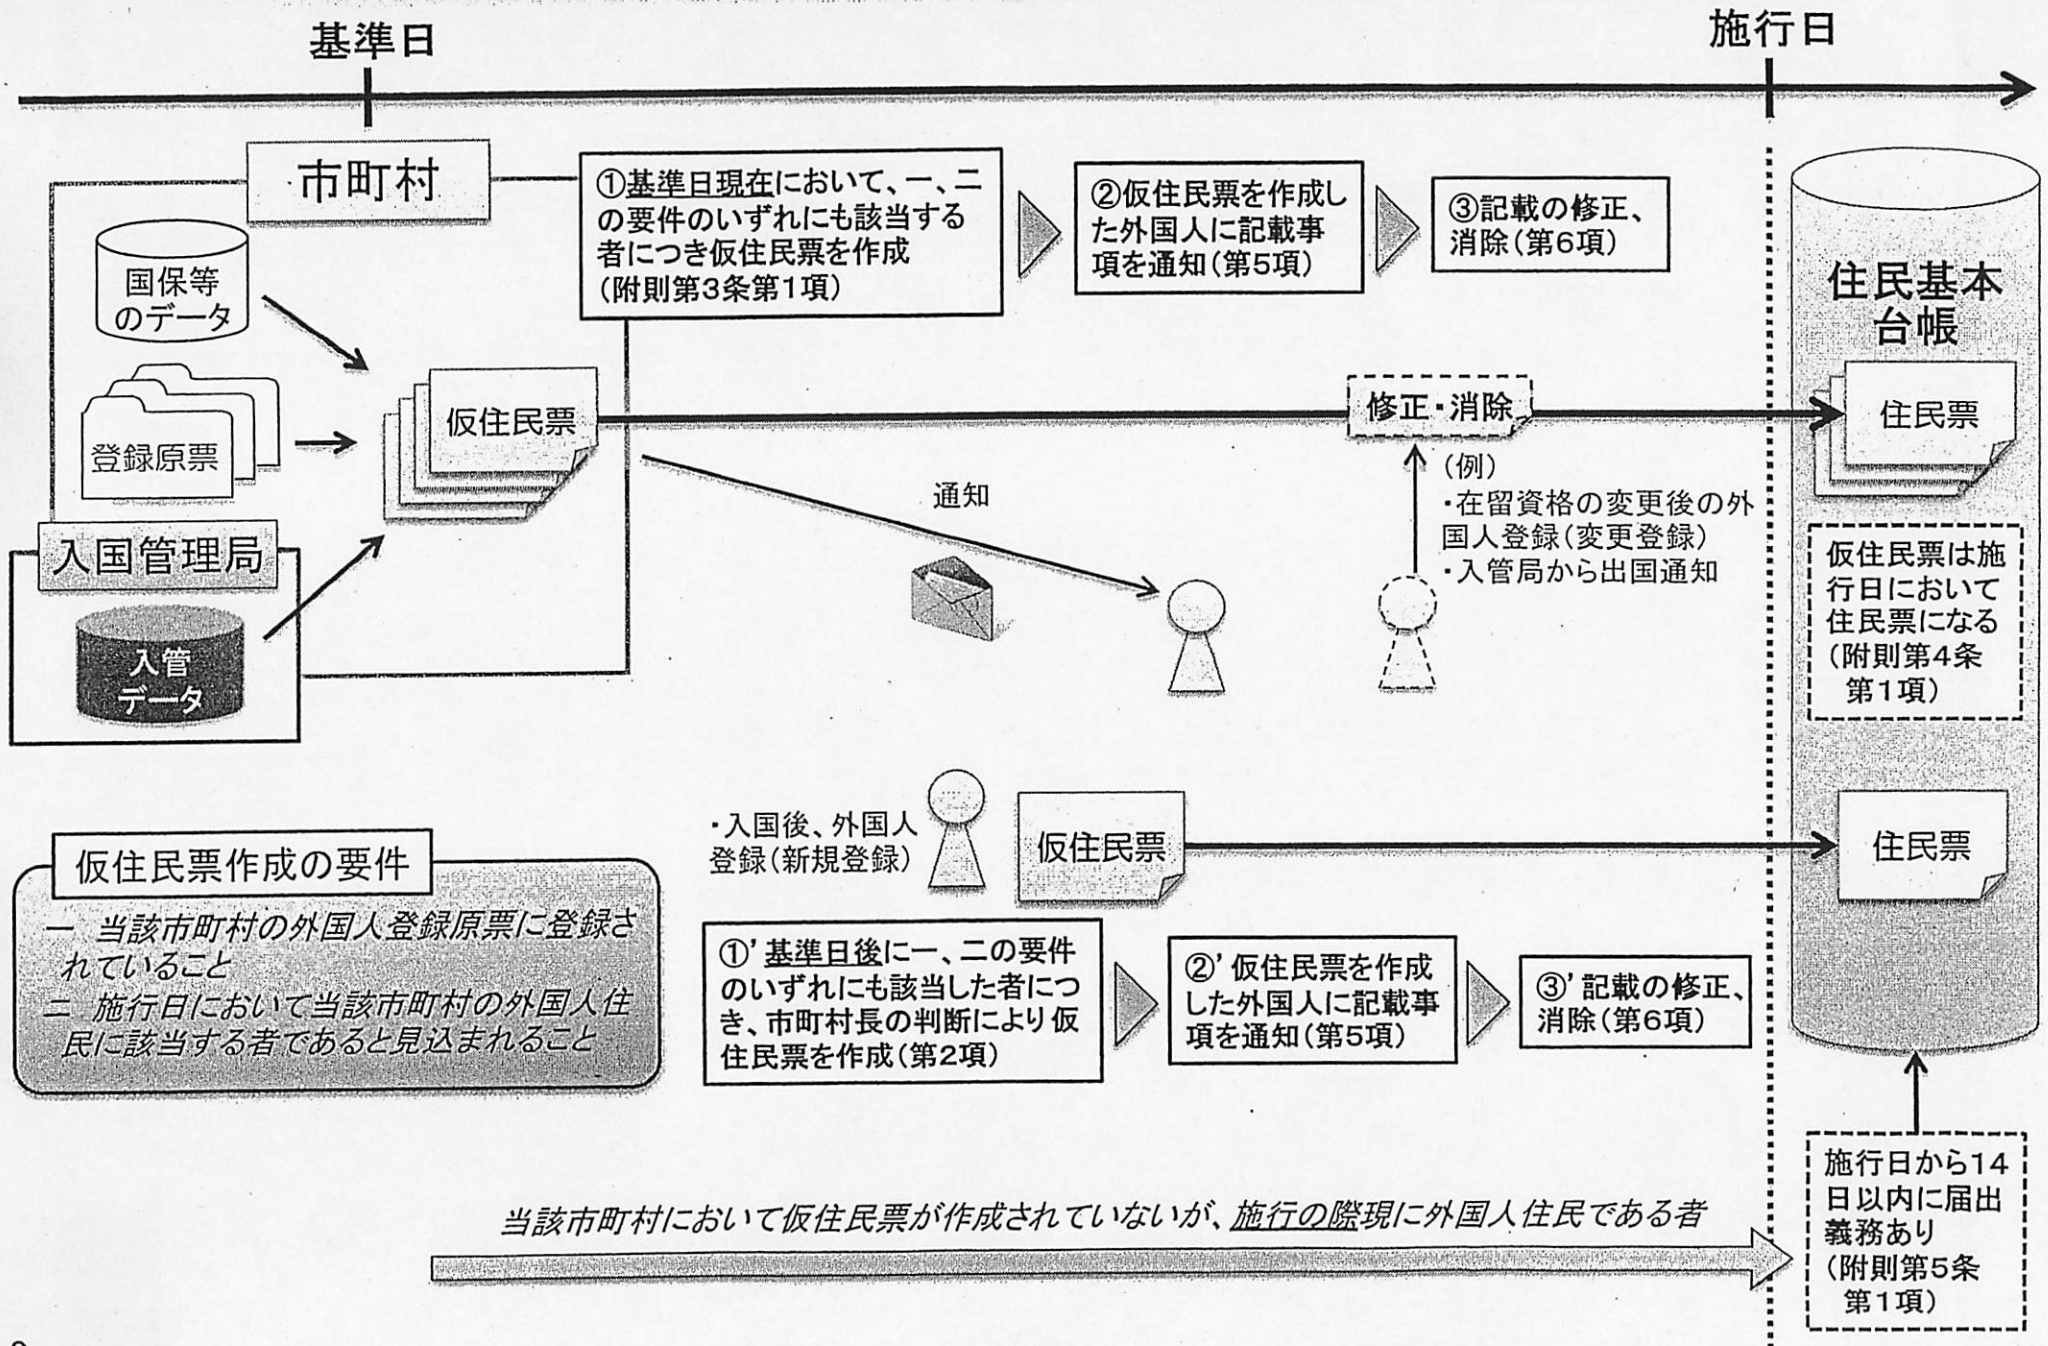 基準日
施行日
市町村
①基準日現在において、一、二
の要件のいずれにも該当する
者につき仮住民票を作成
(附則第3条第1項)
②仮住民票を作成し
た外国人に記載事
項を通知(第5項)
③記載の修正、
消除(第6項)
国保等
のデータ
登録原票
仮住民票
修正・消除
住民基本
台帳
住民票
入国管理局
入管
データ
通知
(例)
・在留資格の変更後の外
国人登録(変更登録)
・入管局から出国通知
仮住民票は施
行日において
住民票になる
(附則第4条
第1項)
・入国後、外国人
登録(新規登録)
仮住民票
住民票
仮住民票作成の要件
一 当該市町村の外国人登録原票に登録さ
れていること
二 施行日において当該市町村の外国人住
民に該当する者であると見込まれること
①' 基準日後に一、二の要件
のいずれにも該当した者につ
き、市町村長の判断により仮
住民票を作成(第2項)
②' 仮住民票を作成
した外国人に記載事
項を通知(第5項)
③' 記載の修正、
消除(第6項)
当該市町村において仮住民票が作成されていないが、施行の際現に外国人住民である者
施行日から14
日以内に届出
義務あり
(附則第5条
第1項)